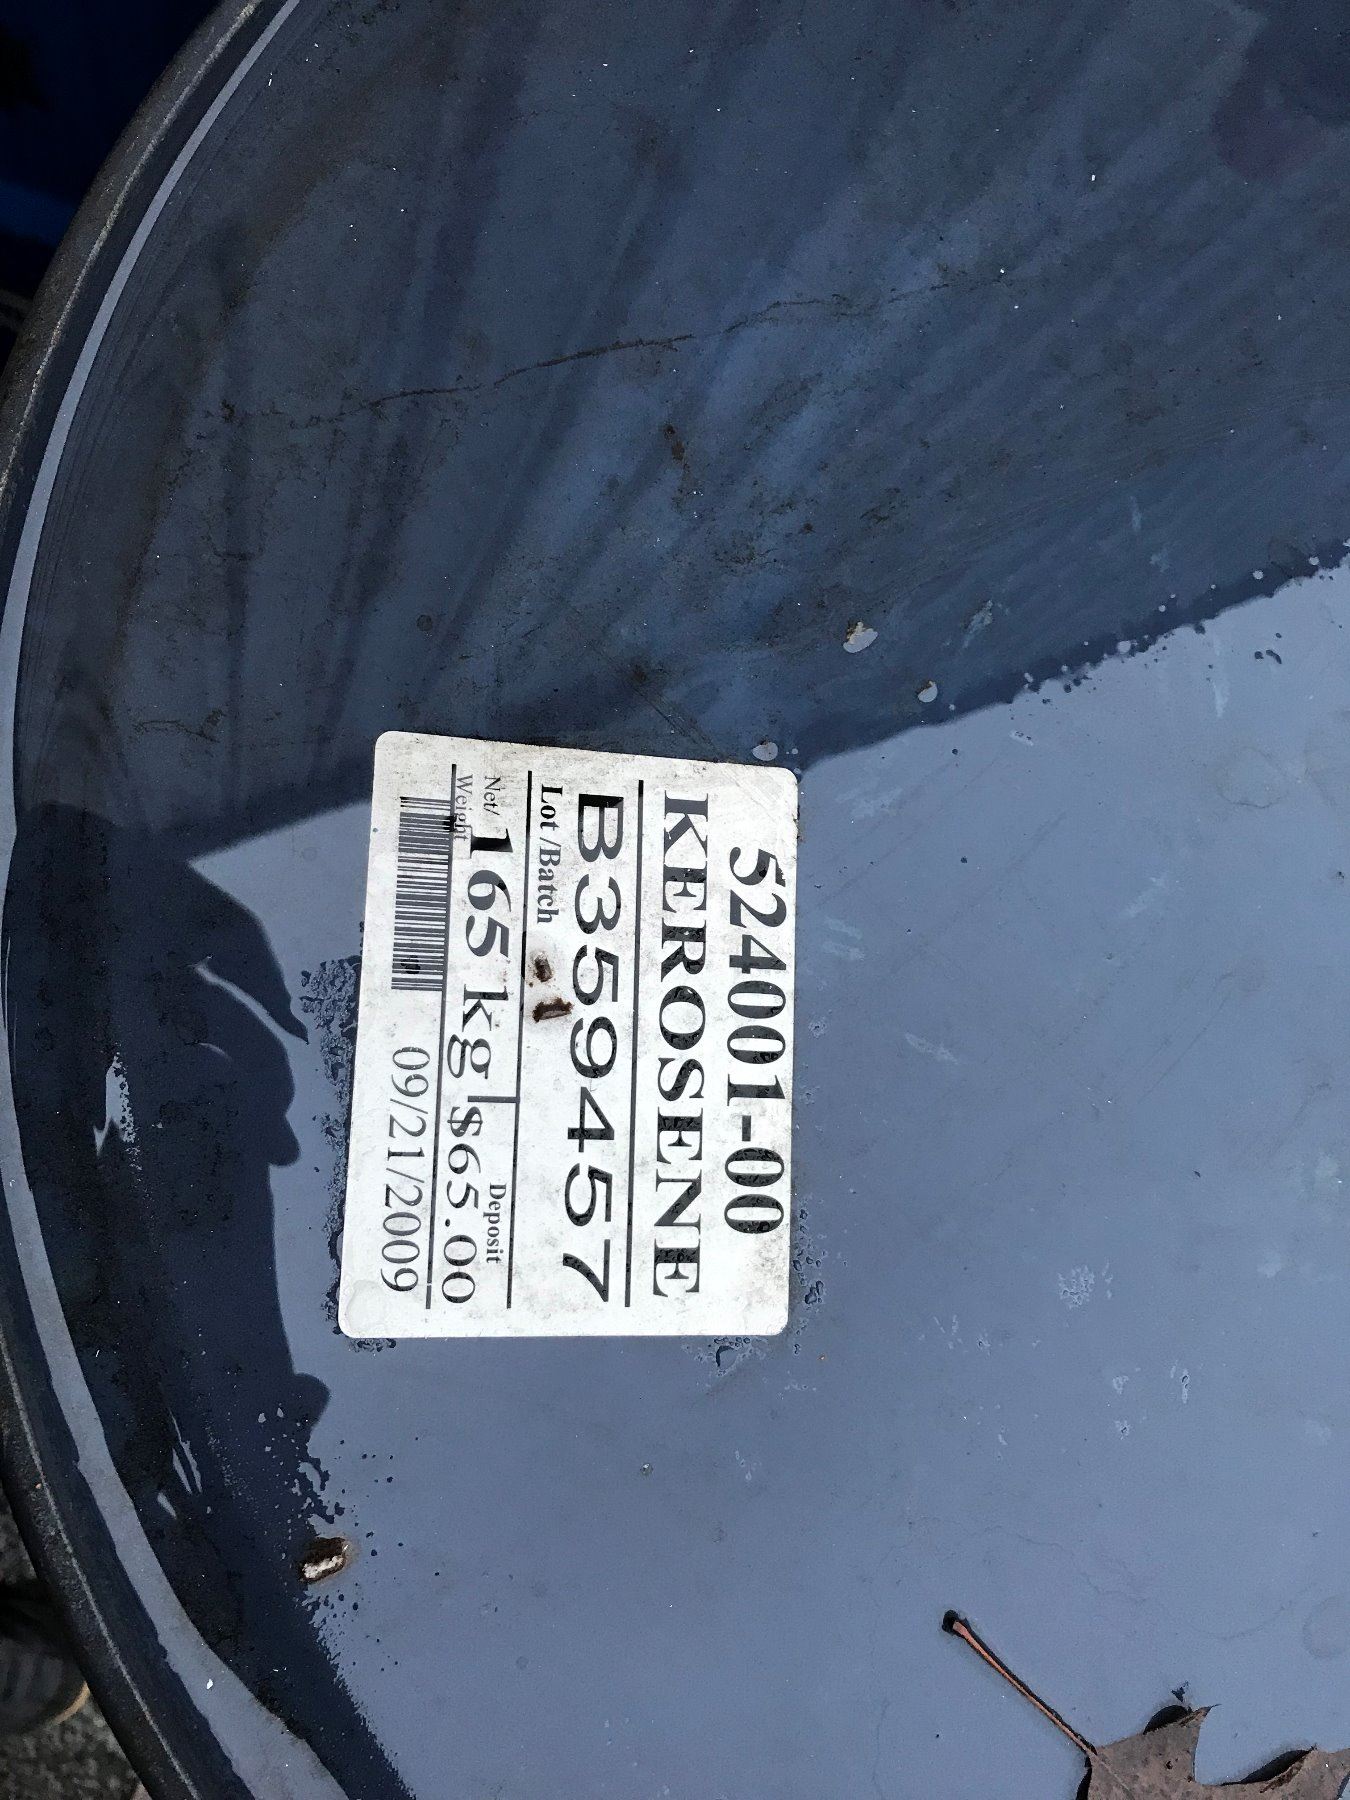 524001-00
KEROSENE
B359457
Lot /Batch
Net/ Weight 165 kg Deposit $65.00
09/21/2009